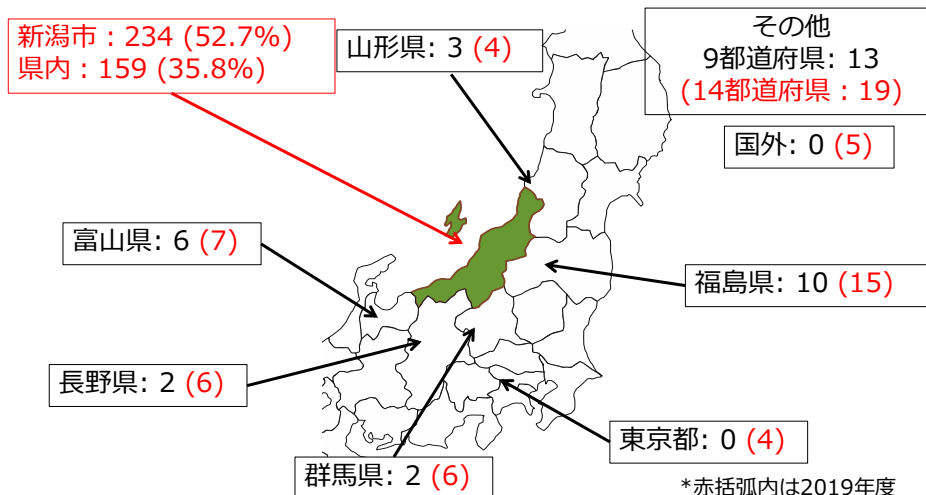 新潟市：234 (52.7%)
県内：159 (35.8%)
山形県: 3 (4)
その他
9都道府県: 13
(14都道府県：19)
国外: 0 (5)
富山県: 6 (7)
福島県: 10 (15)
長野県: 2 (6)
東京都: 0 (4)
群馬県: 2 (6)
*赤括弧内は2019年度